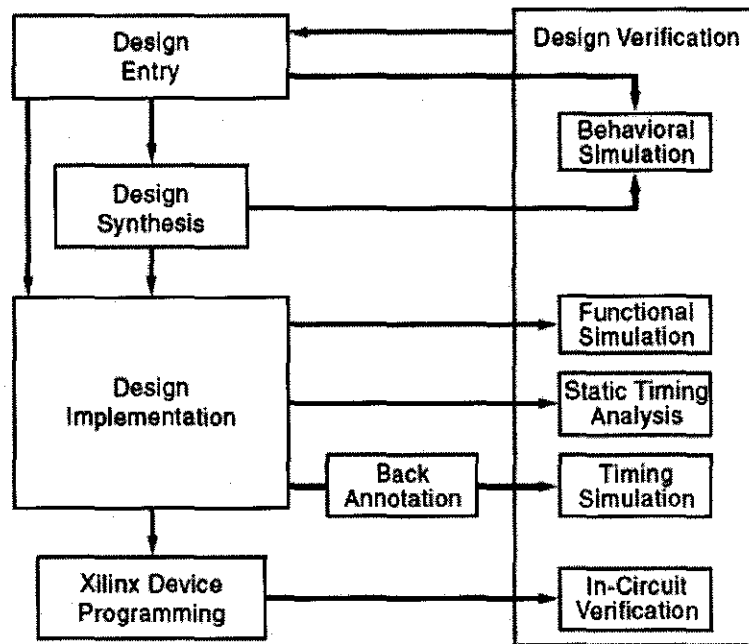 Design
Entry
Design Verification
Behavioral
Simulation
Design
Synthesis
Functional
Simulation
Design
Implementation
Static Timing
Analysis
Back
Annotation
Timing
Simulation
Xilinx Device
Programming
In-Circuit
Verification